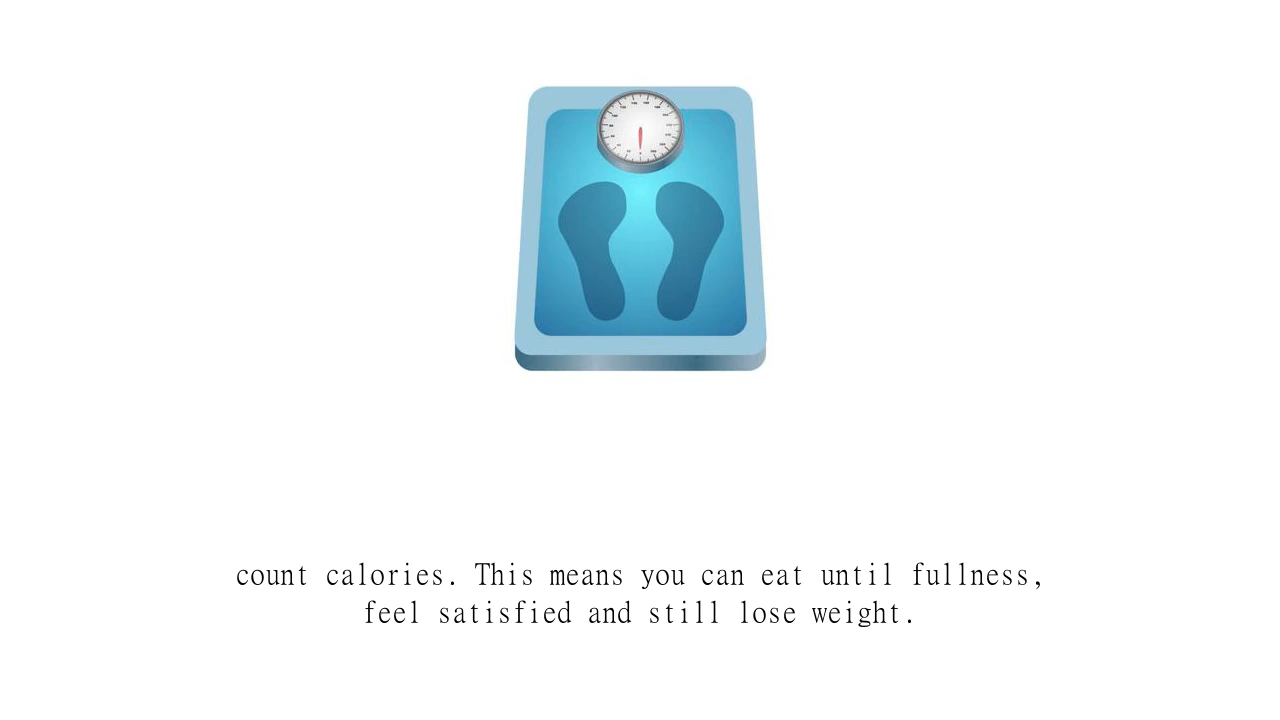 count calories. This means you can eat until fullness,
feel satisfied and still lose weight.